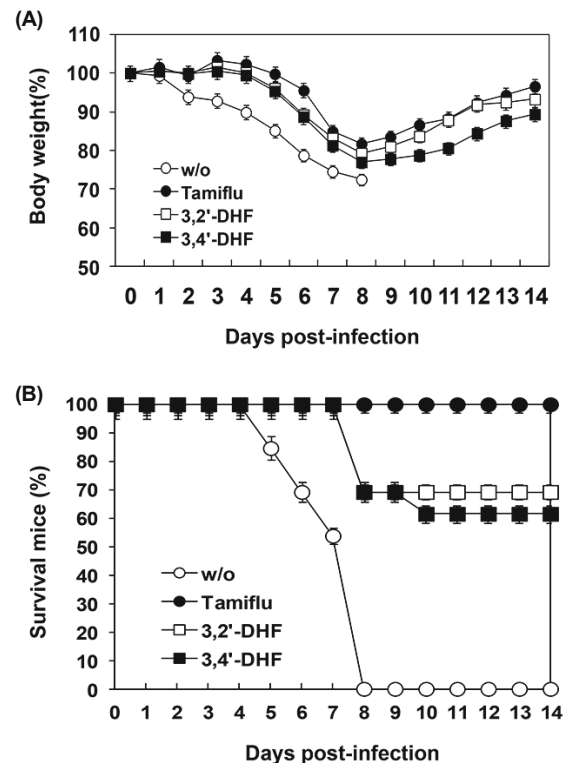 (A)
110
100
90
80
70
60
50
Body weight(%)
w/o
Tamiflu
3,2'-DHF
3,4'-DHF
0 1 2 3 4 5 6 7 8 9 10 11 12 13 14
Days post-infection
(B)
100
90
80
70
60
50
40
30
20
10
0
Survival mice (%)
w/o
Tamiflu
3,2'-DHF
3,4'-DHF
0 1 2 3 4 5 6 7 8 9 10 11 12 13 14
Days post-infection